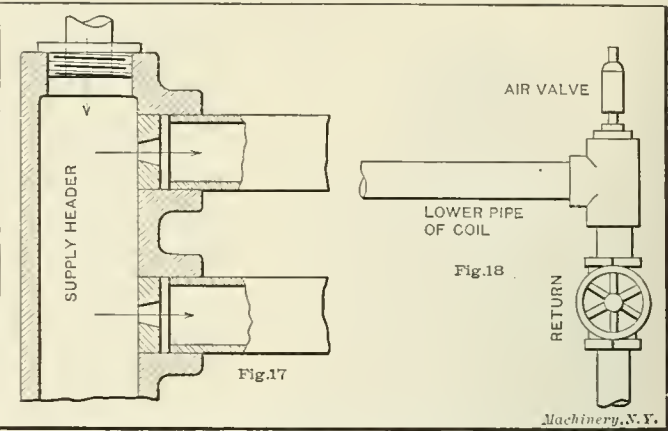 SUPPLY HEADER
Fig.17
AIR VALVE
LOWER PIPE
OF COIL
Fig.18
RETURN
Machinery, N.Y.